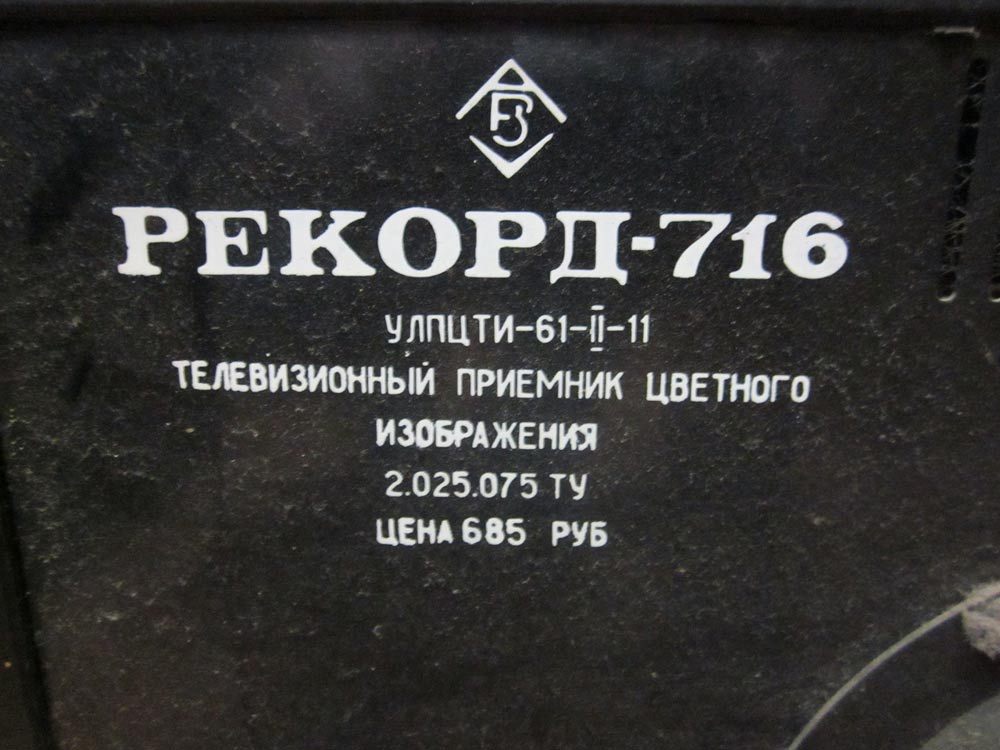 РЕКОРД-716
УЛПЦТИ-61-II-11
ТЕЛЕВИЗИОННЫЙ ПРИЕМНИК ЦВЕТНОГО
ИЗОБРАЖЕНИЯ
2.025.075 ТУ
ЦЕНА 685 РУБ